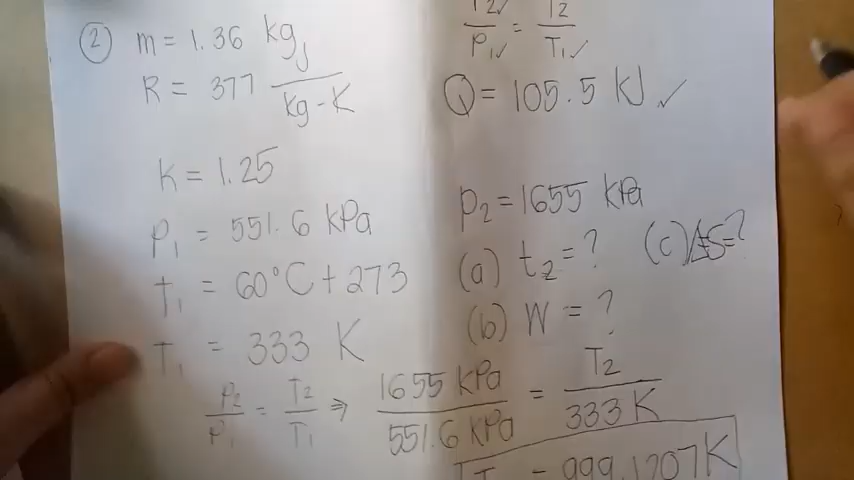 ② m = 1.36 kg;
R = 377 ___/kg-K
K = 1.25
P₁ = 551.6 kPa
t₁ = 60°C + 273
T₁ = 333 K
P₂/P₁ = T₂/T₁ ⇒ 1655 kPa/551.6 kPa = T₂/333 K
T₂/T₁
P₁✓ T₁✓
Q = 105.5 KJ ✓
P₂ = 1655 kPa
(a) t₂ = ? (c) ΔS = ?
(b) W = ?
= 999.1207 K